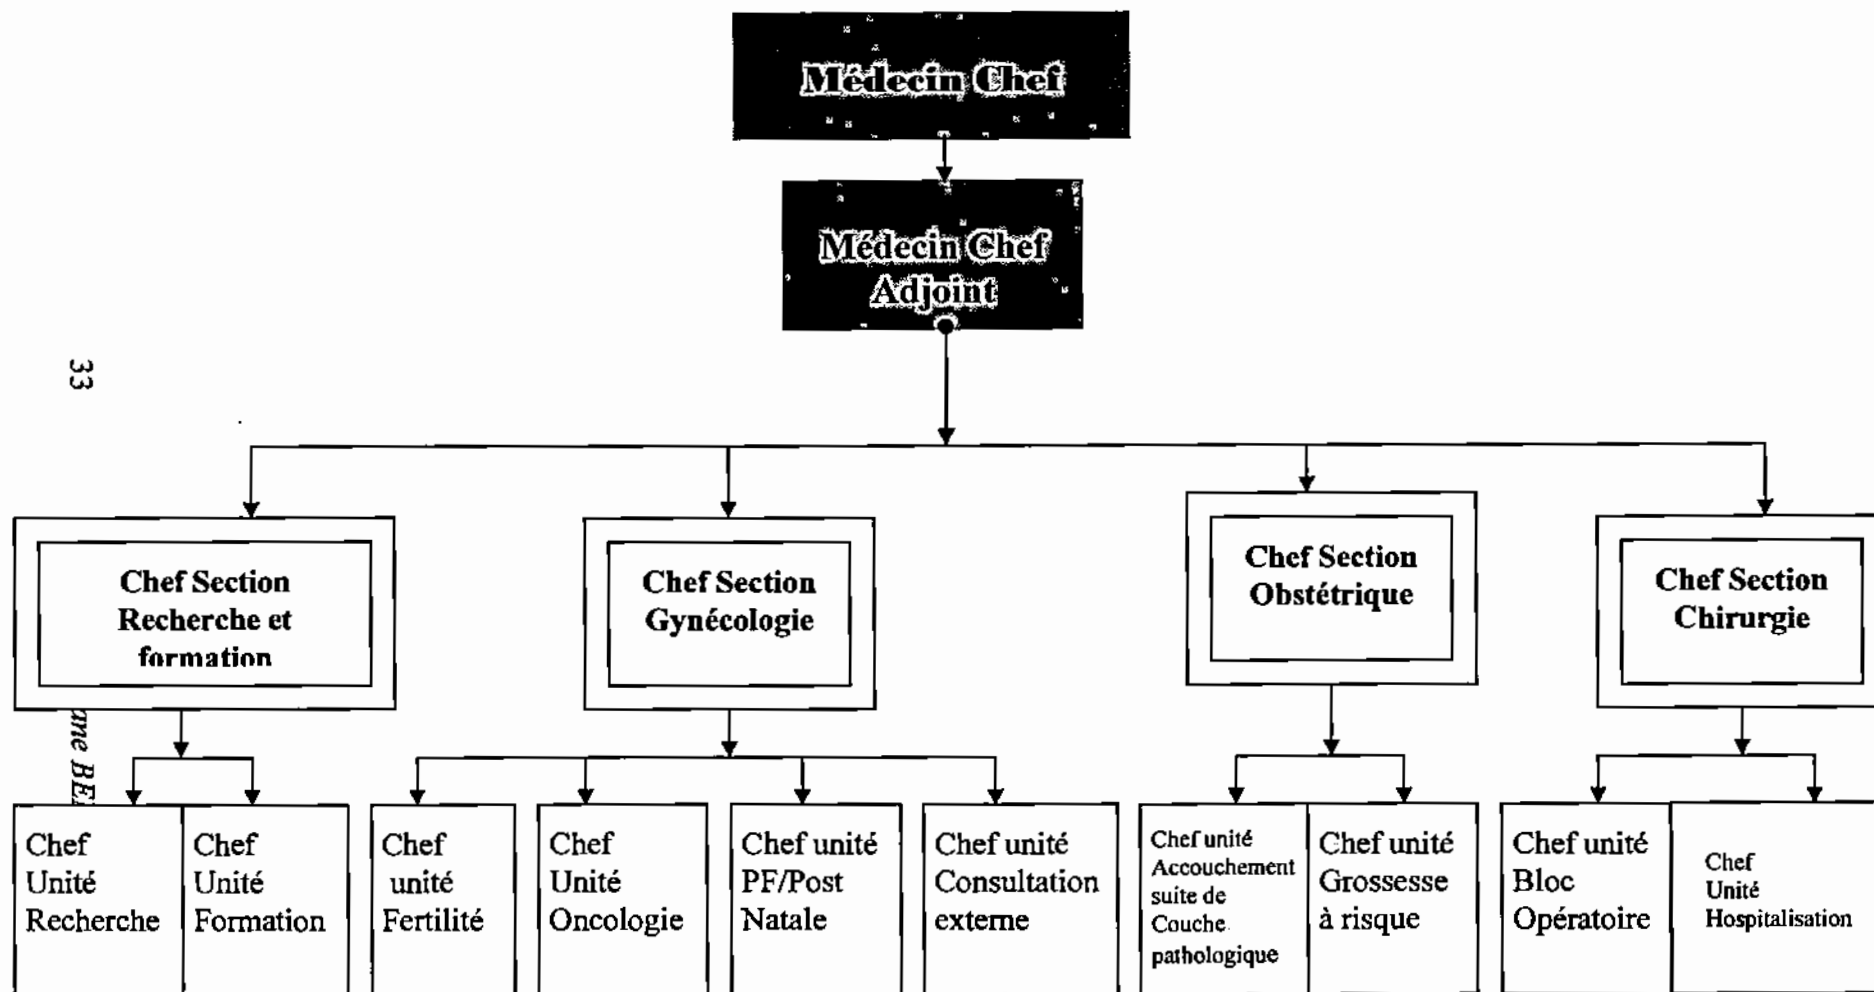 Médecin Chef
Médecin Chef
Adjoint
33
Chef Section
Recherche et
formation
Chef Section
Gynécologie
Chef Section
Obstétrique
Chef Section
Chirurgie
Chef
Unité
Recherche
Chef
Unité
Formation
Chef
unité
Fertilité
Chef
Unité
Oncologie
Chef unité
PF/Post
Natale
Chef unité
Consultation
externe
Chef unité
Accouchement
suite de
Couche
pathologique
Chef unité
Grossesse
à risque
Chef unité
Bloc
Opératoire
Chef
Unité
Hospitalisation